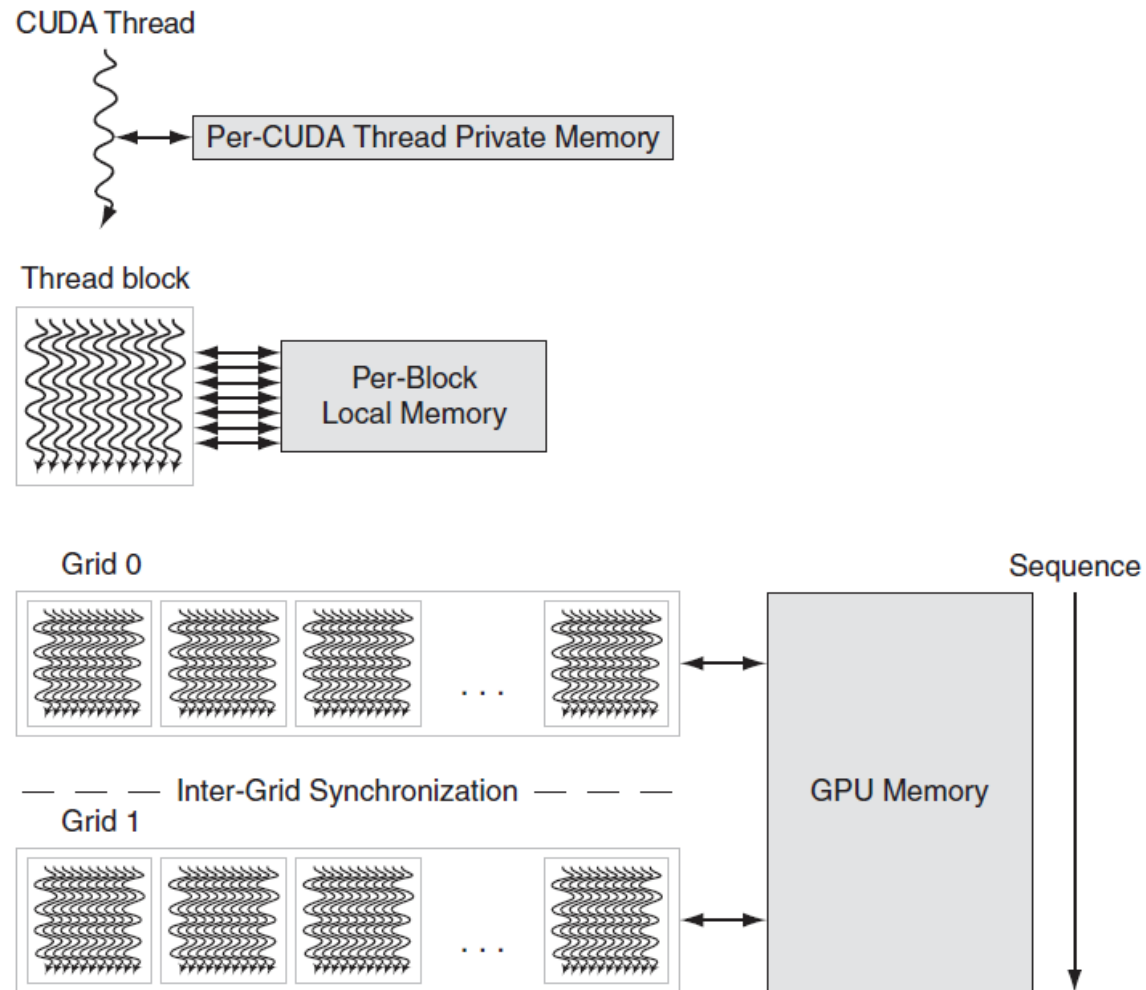 CUDA Thread
Per-CUDA Thread Private Memory
Thread block
Per-Block
Local Memory
Grid 0
Sequence
. . .
Inter-Grid Synchronization
GPU Memory
Grid 1
. . .